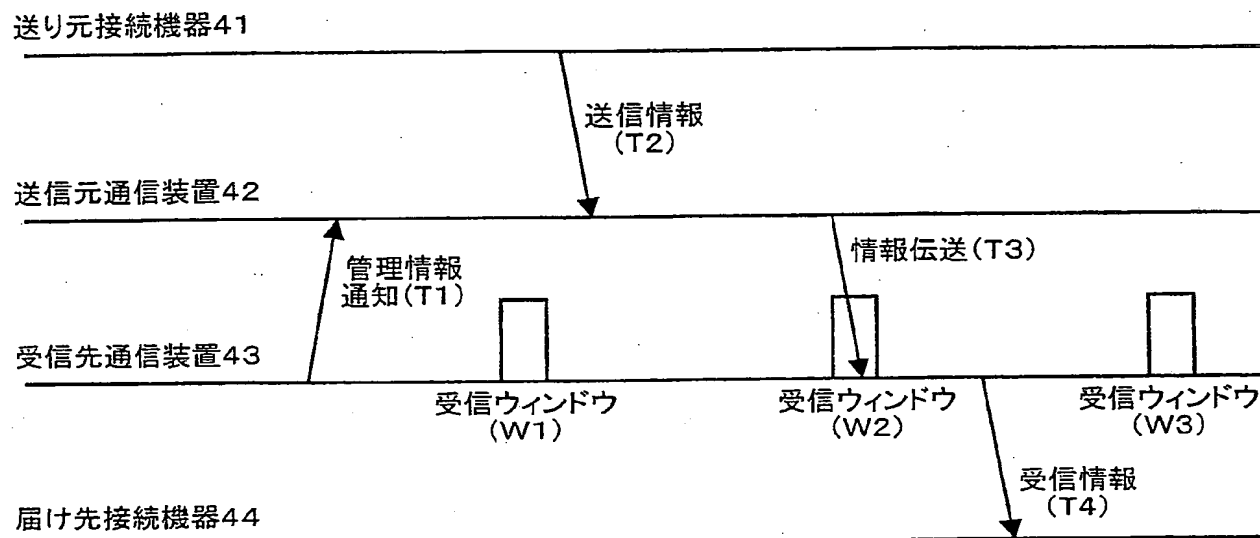 送り元接続機器41
送信情報
(T2)
送信元通信装置42
情報伝送(T3)
管理情報
通知(T1)
受信先通信装置43
受信ウィンドウ
(W1)
受信ウィンドウ
(W2)
受信ウィンドウ
(W3)
受信情報
(T4)
届け先接続機器44